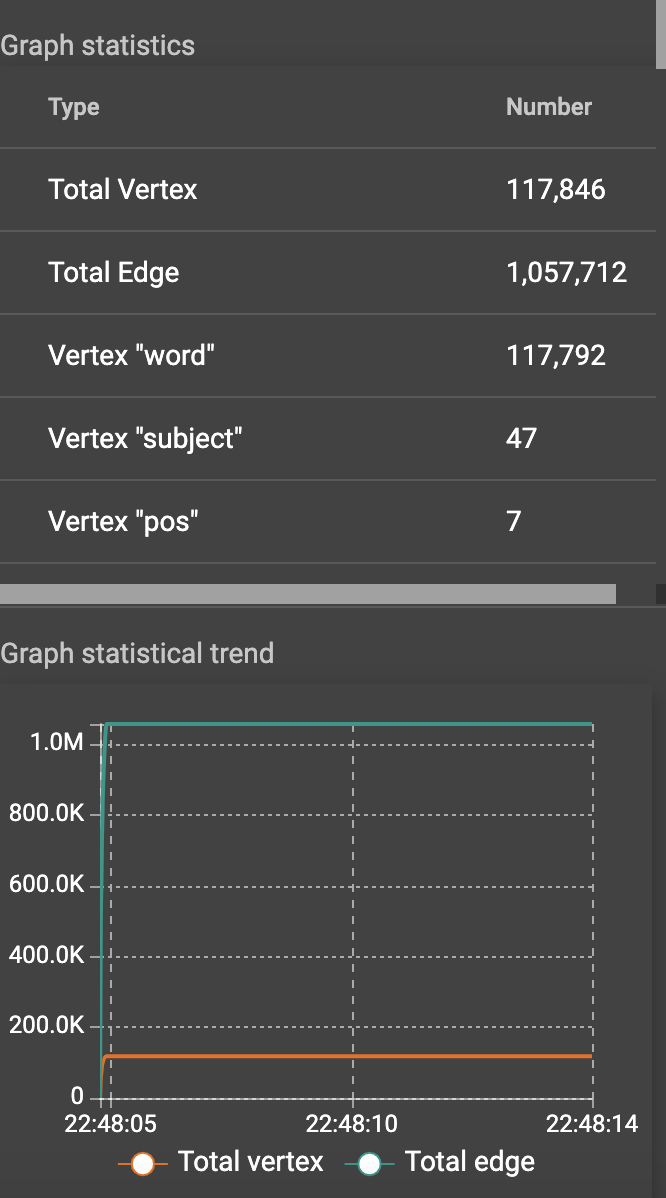 Graph statistics
Type Number
Total Vertex 117,846
Total Edge 1,057,712
Vertex "word" 117,792
Vertex "subject" 47
Vertex "pos" 7
Graph statistical trend
1.0M
800.0K
600.0K
400.0K
200.0K
0
22:48:05 22:48:10 22:48:14
Total vertex Total edge